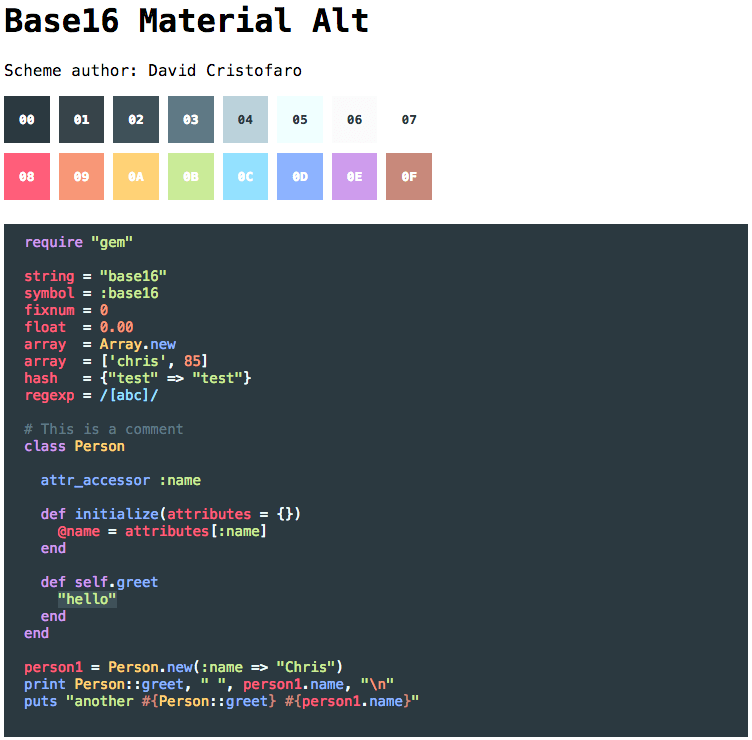 Base16 Material Alt
Scheme author: David Cristofaro
00 01 02 03 04 05 06 07
08 09 0A 0B 0C 0D 0E 0F
require "gem"
string = "base16"
symbol = :base16
fixnum = 0
float  = 0.00
array  = Array.new
array  = ['chris', 85]
hash   = {"test" => "test"}
regexp = /[abc]/
# This is a comment
class Person
  attr_accessor :name
  def initialize(attributes = {})
    @name = attributes[:name]
  end
  def self.greet
    "hello"
  end
end
person1 = Person.new(:name => "Chris")
print Person::greet, " ", person1.name, "\n"
puts "another #{Person::greet} #{person1.name}"